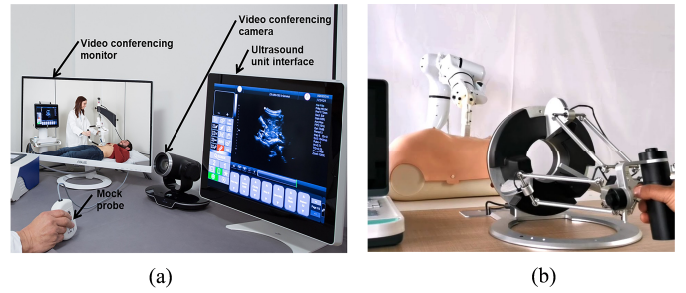 Video conferencing
camera
Video conferencing
monitor
Ultrasound
unit interface
Mock
probe
(a)
(b)